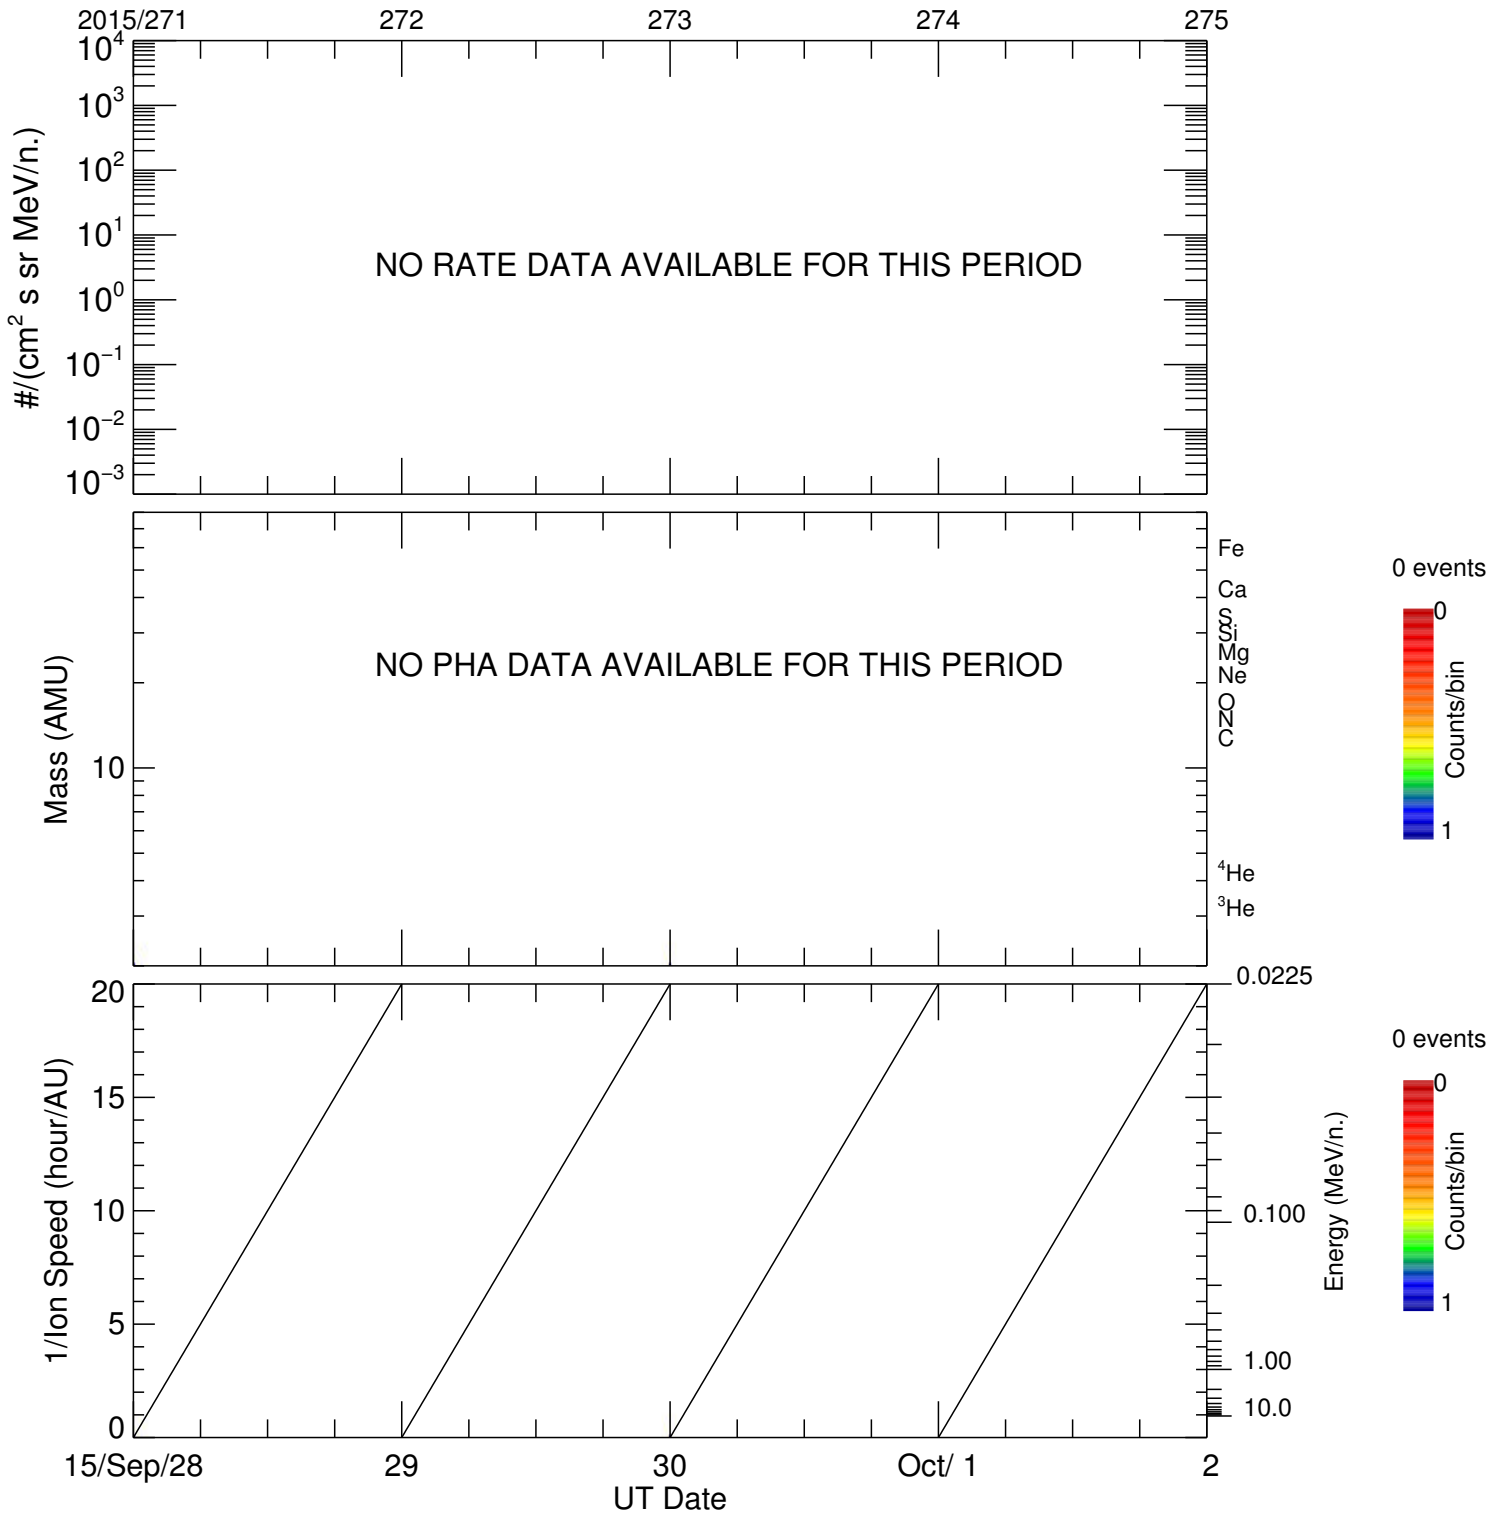 2015/271 272 273 274 275
10^4
10^3
10^2
10^1
10^0
10^−1
10^−2
10^−3
#/(cm^2 s sr MeV/n.)
NO RATE DATA AVAILABLE FOR THIS PERIOD
Mass (AMU)
10
NO PHA DATA AVAILABLE FOR THIS PERIOD
Fe
Ca
S
Si
Mg
Ne
O
N
C
^4He
^3He
0 events
0
Counts/bin
1
1/Ion Speed (hour/AU)
20
15
10
5
0
0.0225
0.100
1.00
10.0
Energy (MeV/n.)
0 events
0
Counts/bin
1
15/Sep/28 29 30 Oct/ 1 2
UT Date